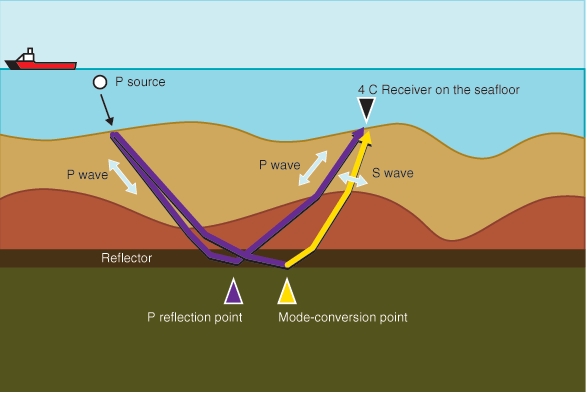 P source
4 C Receiver on the seafloor
P wave
P wave
S wave
Reflector
P reflection point
Mode-conversion point